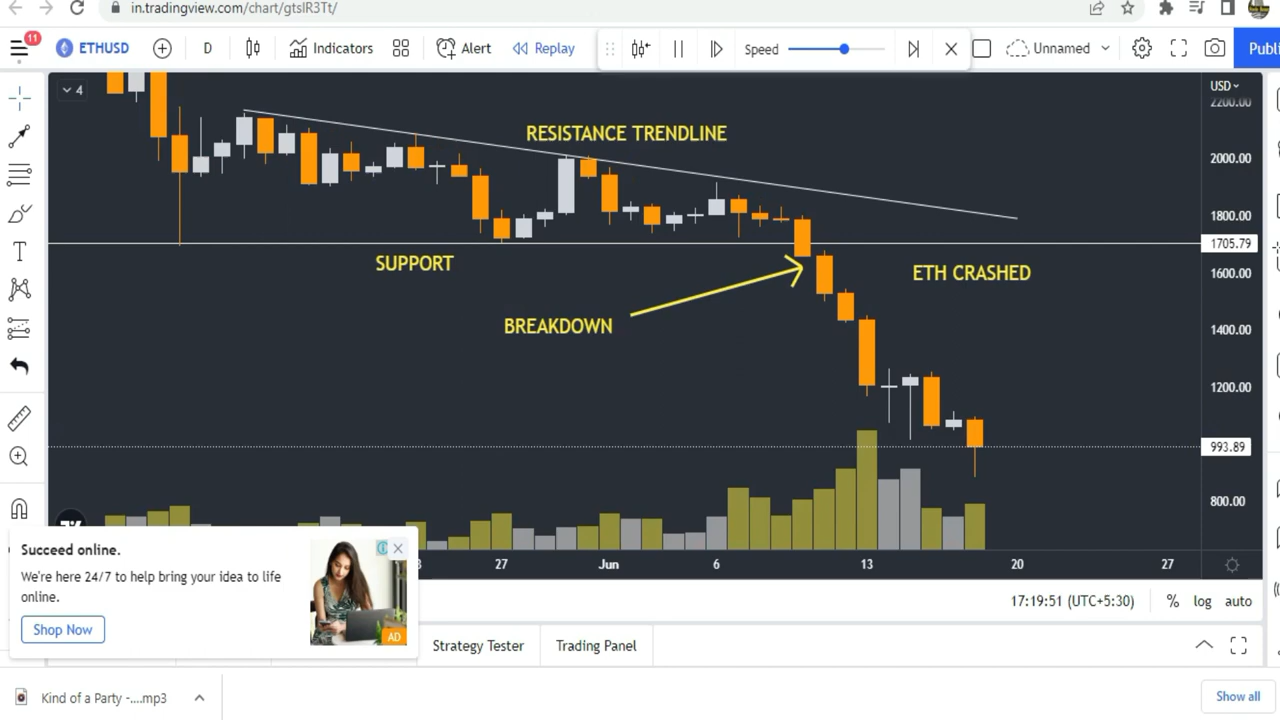 in.tradingview.com/chart/gtslR3Tt/
11
ETHUSD
D
Indicators
Alert
Replay
Speed
Unnamed
4
USD
2200.00
RESISTANCE TRENDLINE
2000.00
1800.00
1705.79
SUPPORT
ETH CRASHED
1600.00
BREAKDOWN
1400.00
1200.00
993.89
800.00
27
Jun
6
13
20
27
Succeed online.
We're here 24/7 to help bring your idea to life
online.
Shop Now
AD
17:19:51 (UTC+5:30)
%
log
auto
Strategy Tester
Trading Panel
Kind of a Party -....mp3
Show all